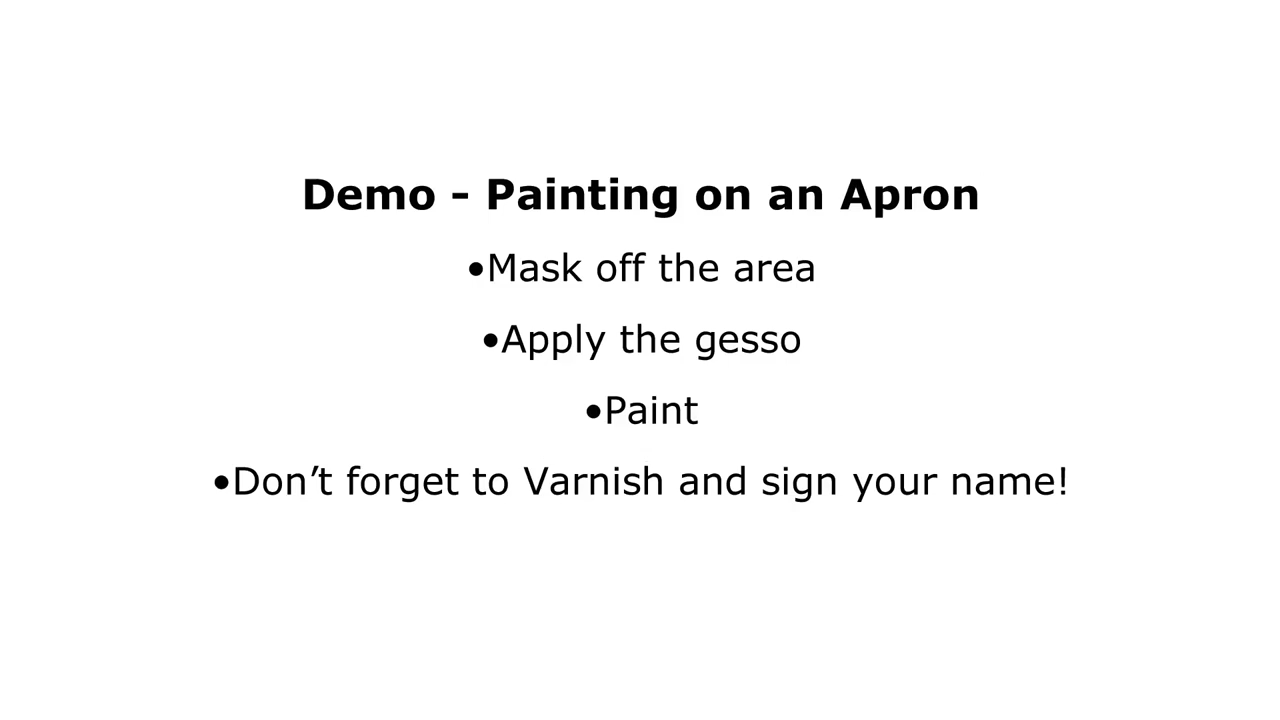 Demo - Painting on an Apron
•Mask off the area
•Apply the gesso
•Paint
•Don’t forget to Varnish and sign your name!